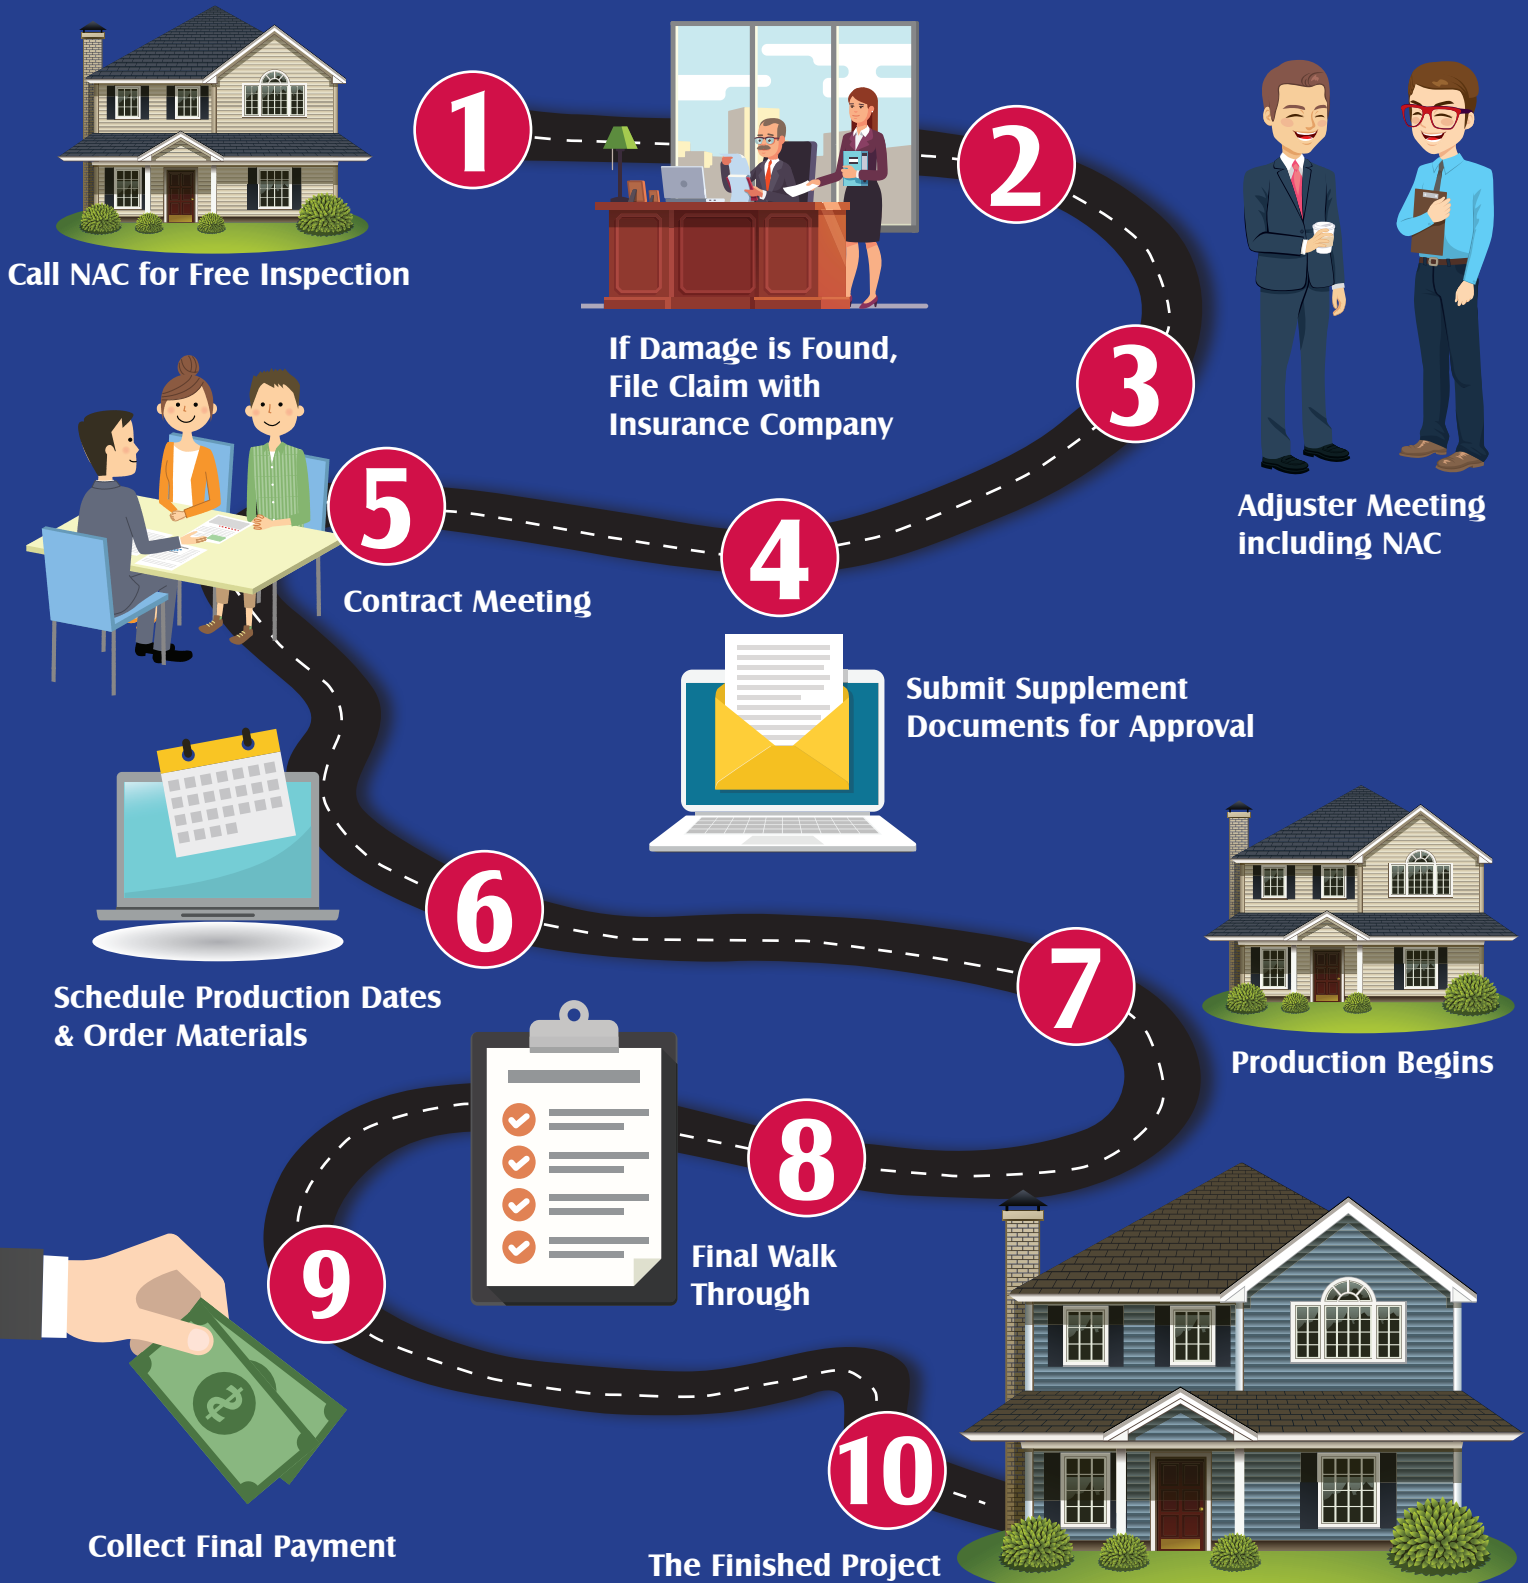 1
Call NAC for Free Inspection
2
If Damage is Found,
File Claim with
Insurance Company
3
Adjuster Meeting
including NAC
4
Submit Supplement
Documents for Approval
5
Contract Meeting
6
Schedule Production Dates
& Order Materials
7
Production Begins
8
Final Walk
Through
9
Collect Final Payment
10
The Finished Project